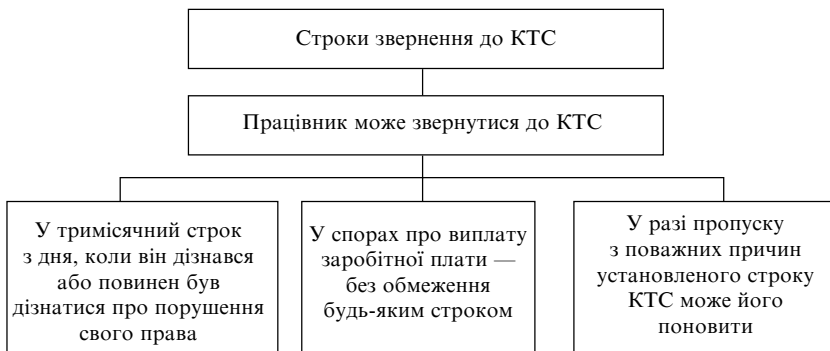 Строки звернення до КТС
Працівник може звернутися до КТС
У тримісячний строк
з дня, коли він дізнався
або повинен був
дізнатися про порушення
свого права
У спорах про виплату
заробітної плати —
без обмеження
будь-яким строком
У разі пропуску
з поважних причин
установленого строку
КТС може його
поновити